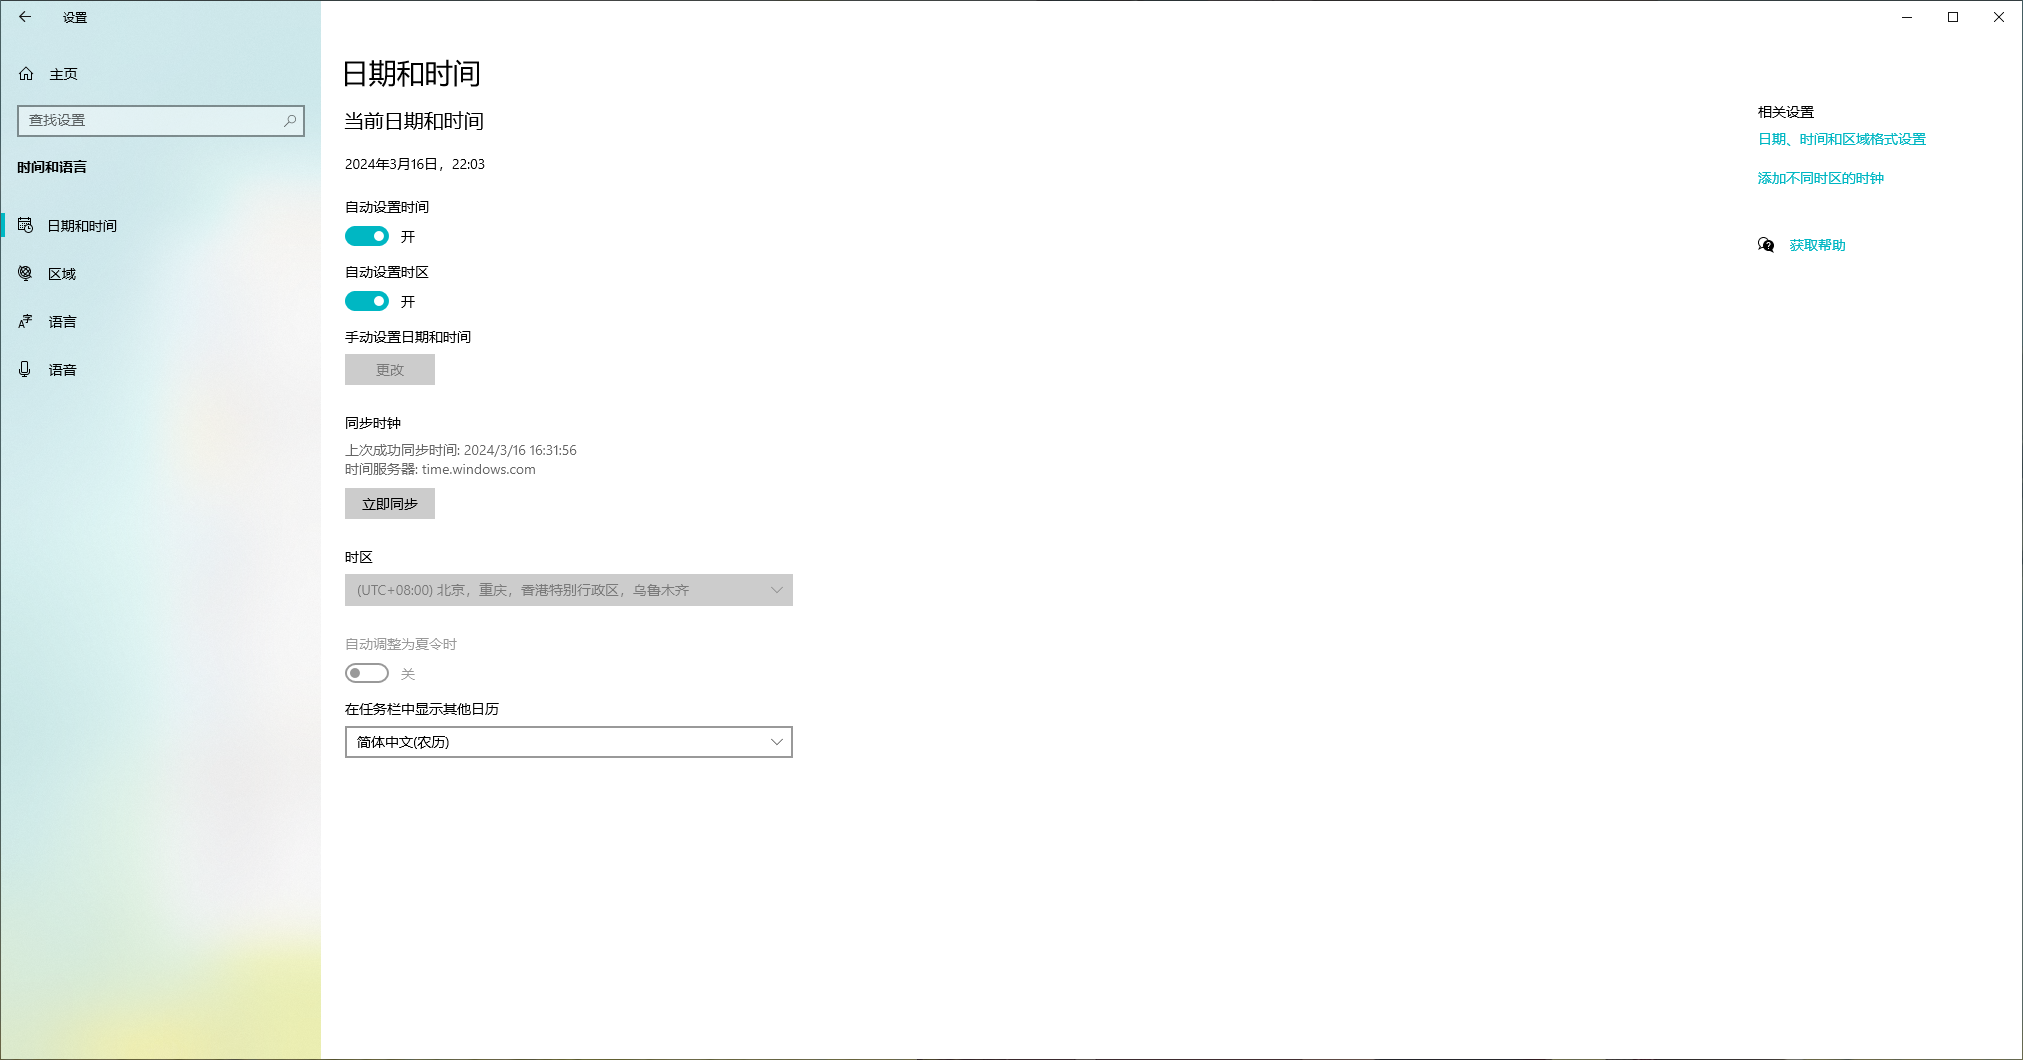 设置
主页
查找设置
时间和语言
日期和时间
区域
语言
语音
日期和时间
当前日期和时间
2024年3月16日，22:03
自动设置时间
开
自动设置时区
开
手动设置日期和时间
更改
同步时钟
上次成功同步时间: 2024/3/16 16:31:56
时间服务器: time.windows.com
立即同步
时区
(UTC+08:00) 北京，重庆，香港特别行政区，乌鲁木齐
自动调整为夏令时
关
在任务栏中显示其他日历
简体中文(农历)
相关设置
日期、时间和区域格式设置
添加不同时区的时钟
获取帮助